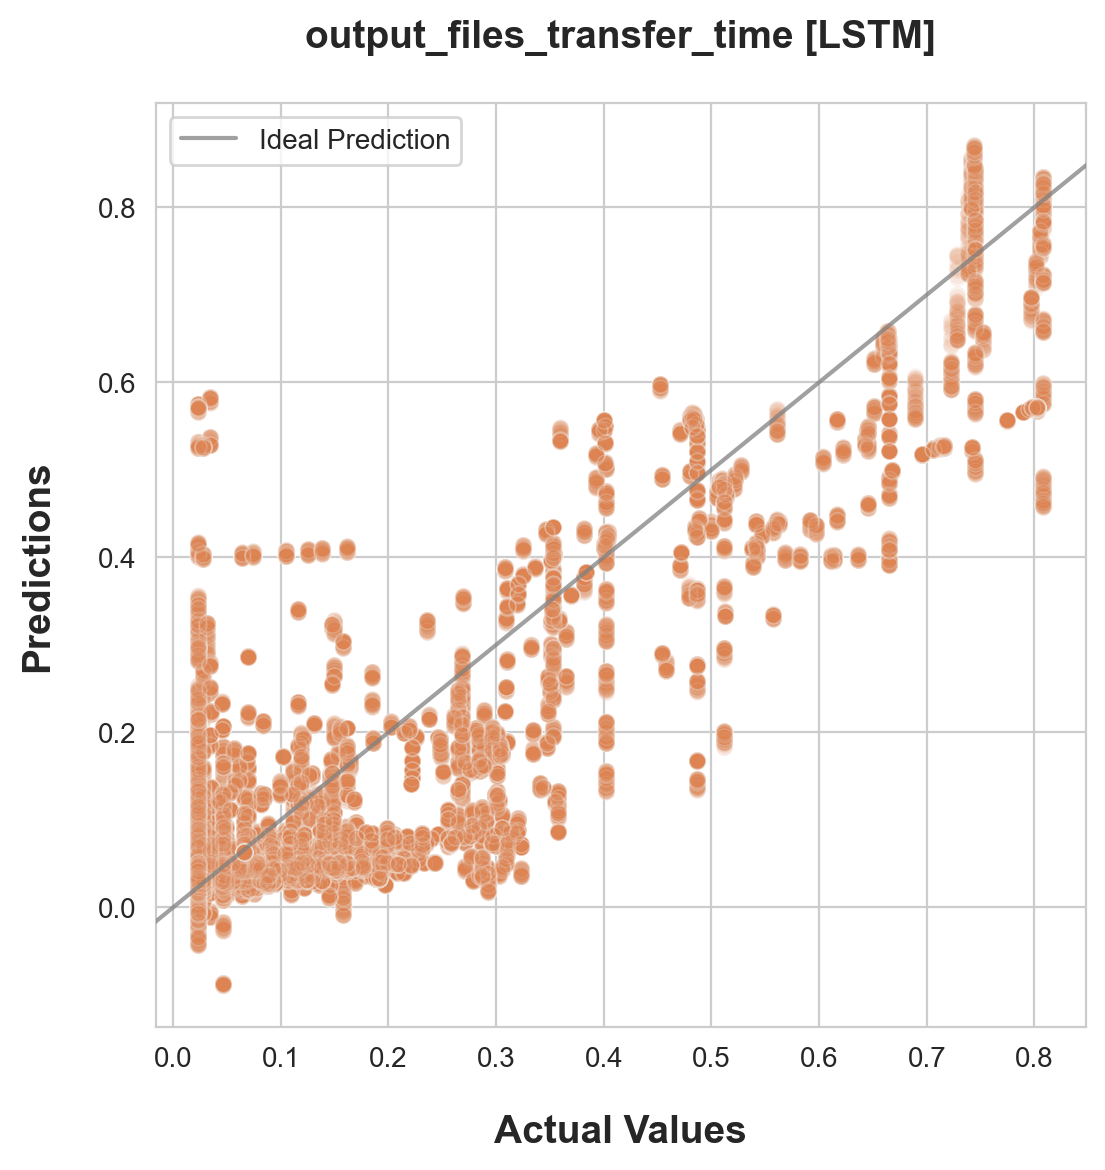 output_files_transfer_time [LSTM]
Ideal Prediction
Predictions
0.8
0.6
0.4
0.2
0.0
0.0 0.1 0.2 0.3 0.4 0.5 0.6 0.7 0.8
Actual Values